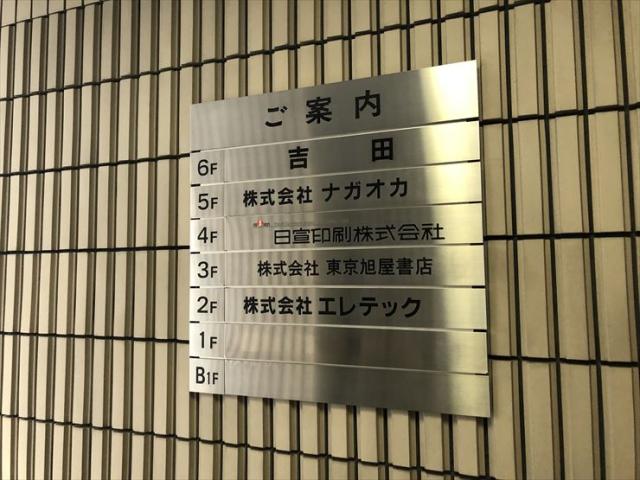 ご案内
6F 吉田
5F 株式会社 ナガオカ
4F 日宣印刷株式会社
3F 株式会社 東京旭屋書店
2F 株式会社エレテック
1F
B1F